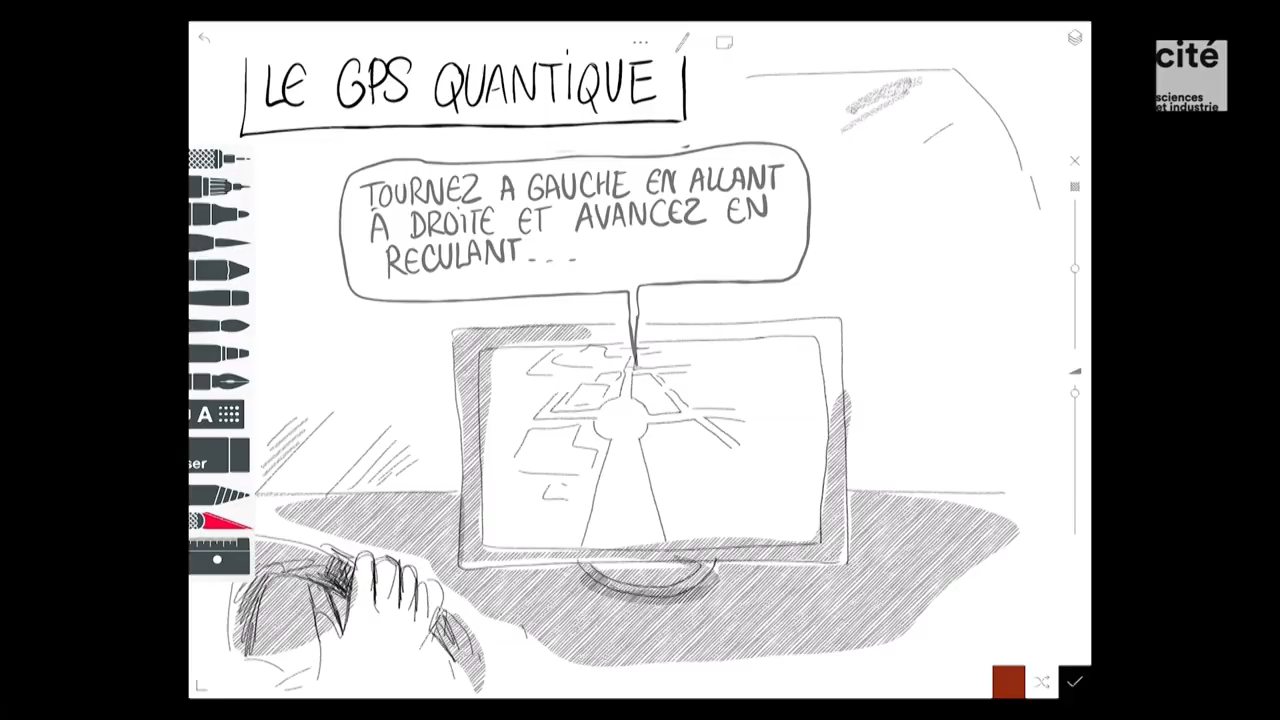 LE GPS QUANTIQUE
cité
sciences
et industrie
TOURNEZ A GAUCHE EN ALLANT
À DROITE ET AVANCEZ EN
RECULANT...
A
ser